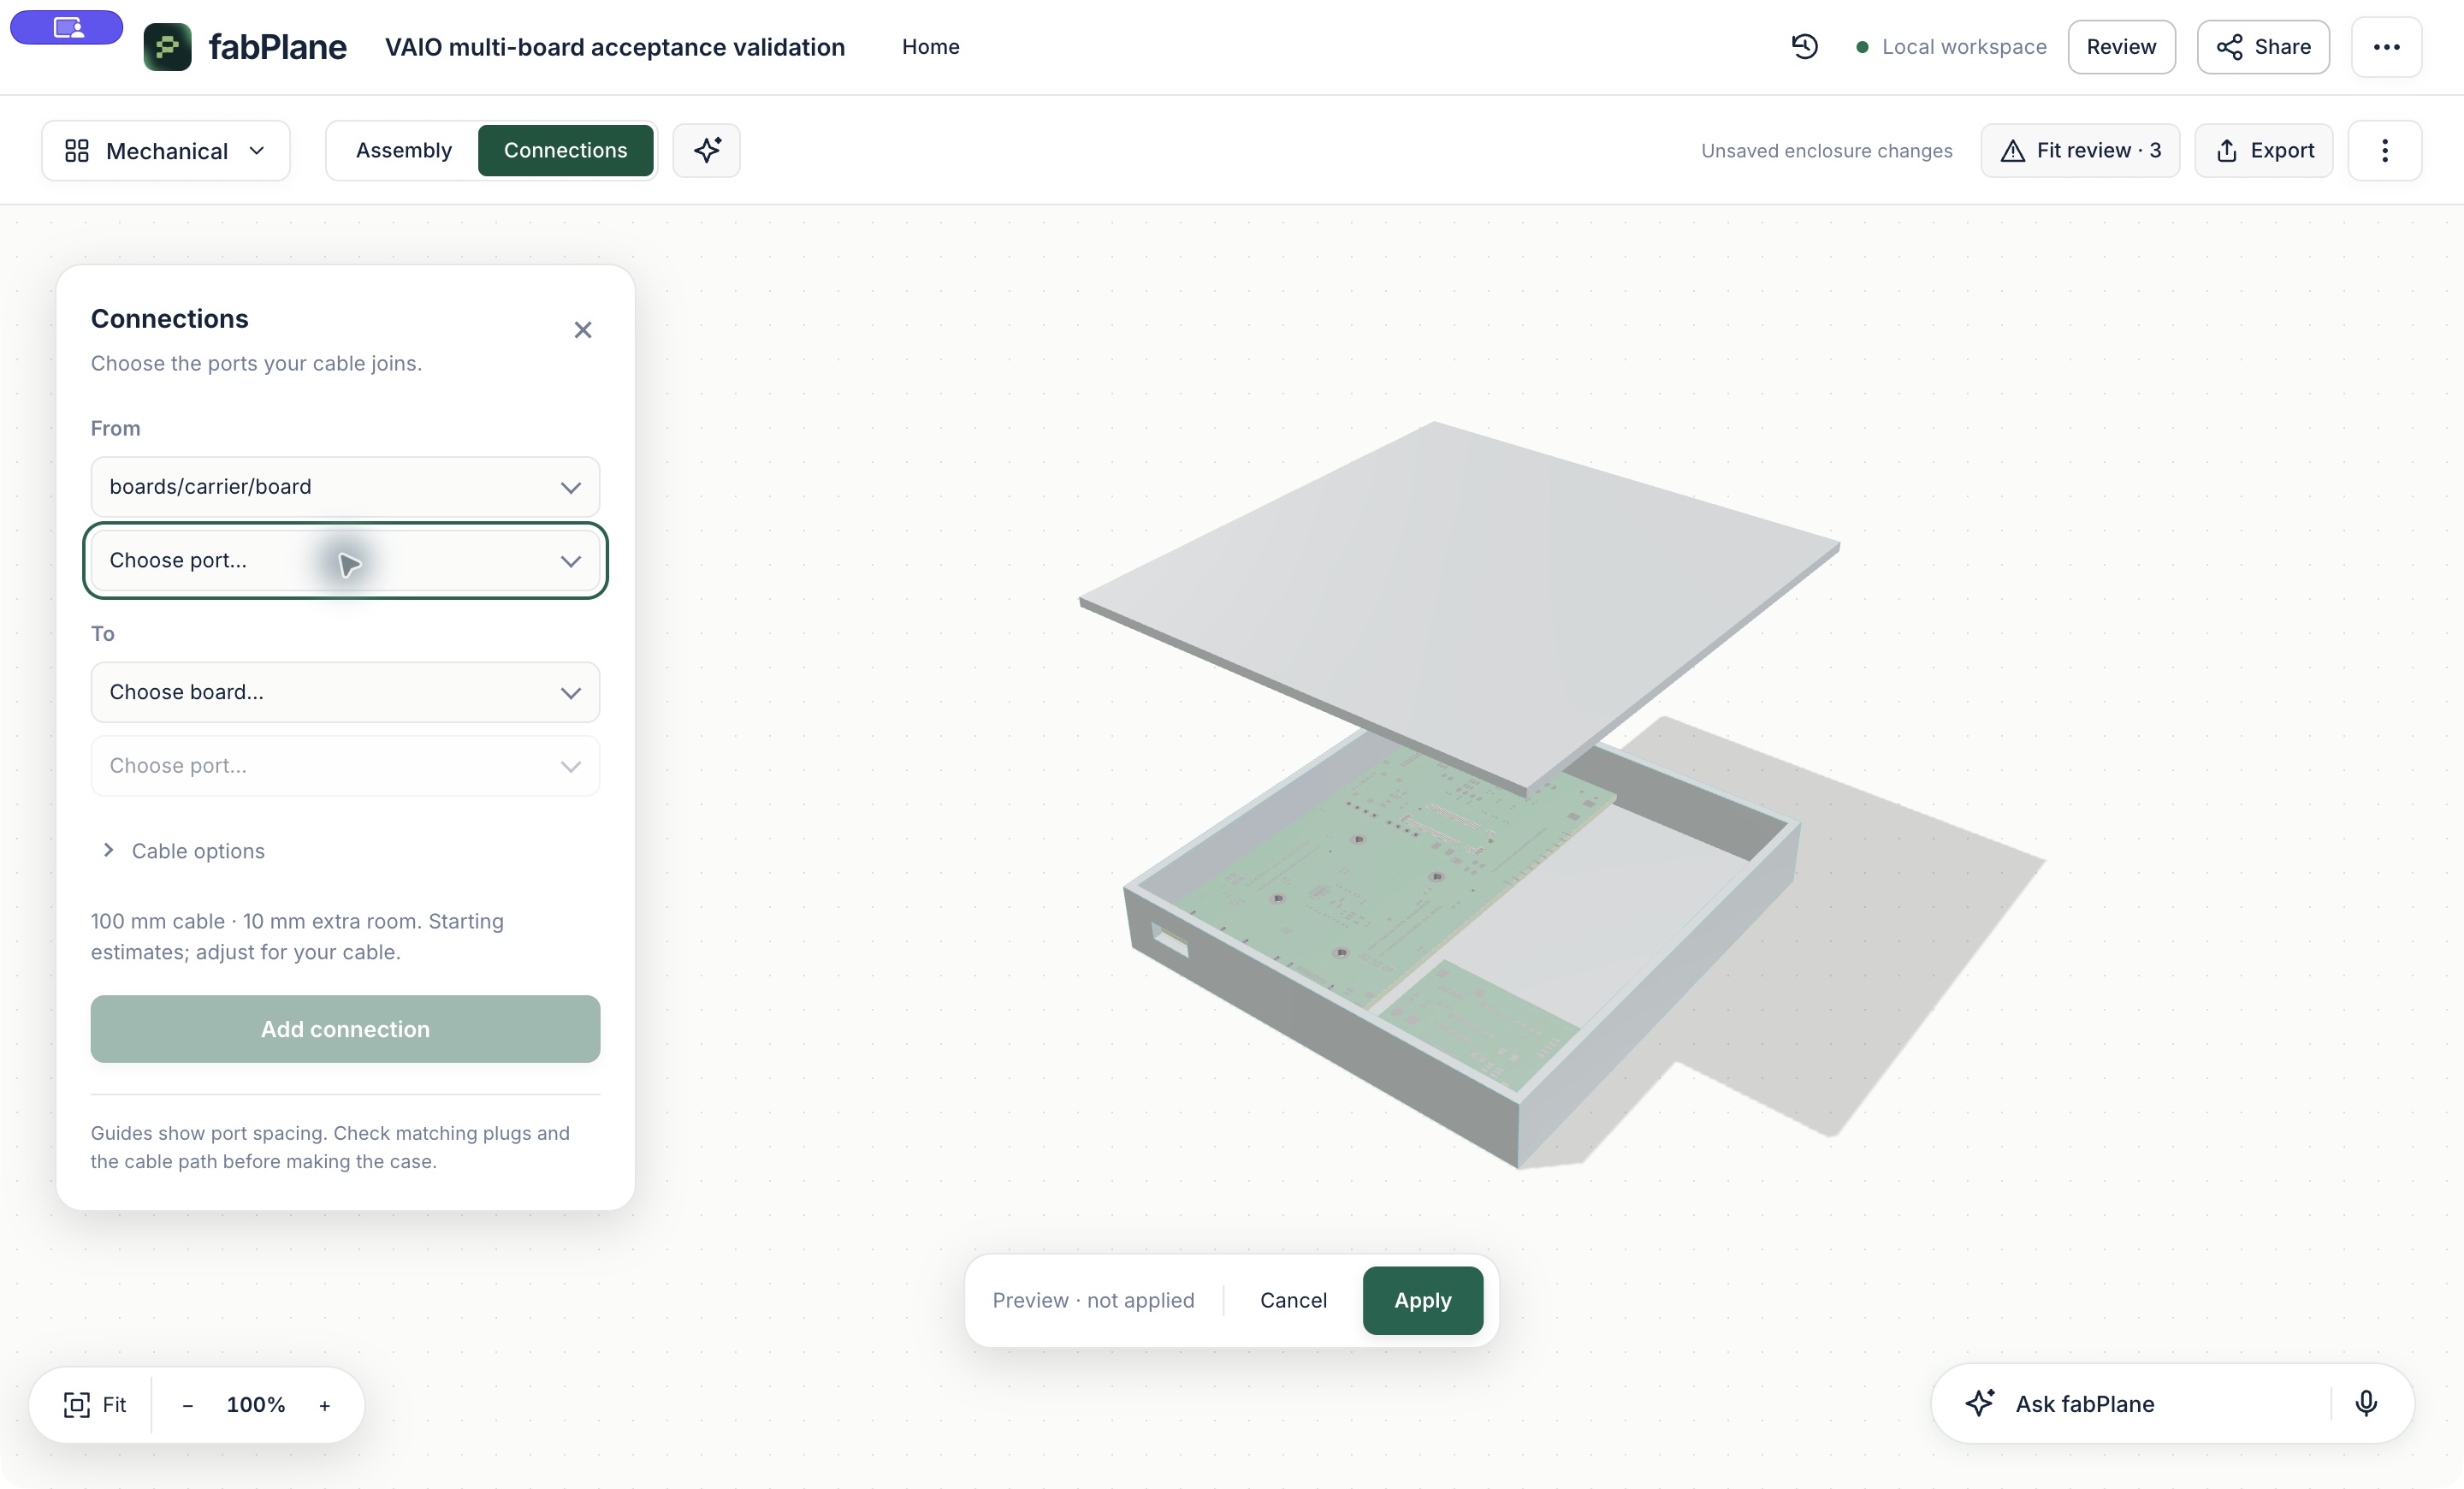 fabPlane
VAIO multi-board acceptance validation
Home
Local workspace
Review
Share
Mechanical
Assembly
Connections
Unsaved enclosure changes
Fit review · 3
Export
Connections
Choose the ports your cable joins.
From
boards/carrier/board
Choose port...
To
Choose board...
Choose port...
Cable options
100 mm cable · 10 mm extra room. Starting
estimates; adjust for your cable.
Add connection
Guides show port spacing. Check matching plugs and
the cable path before making the case.
Preview · not applied
Cancel
Apply
Fit
− 100% +
Ask fabPlane